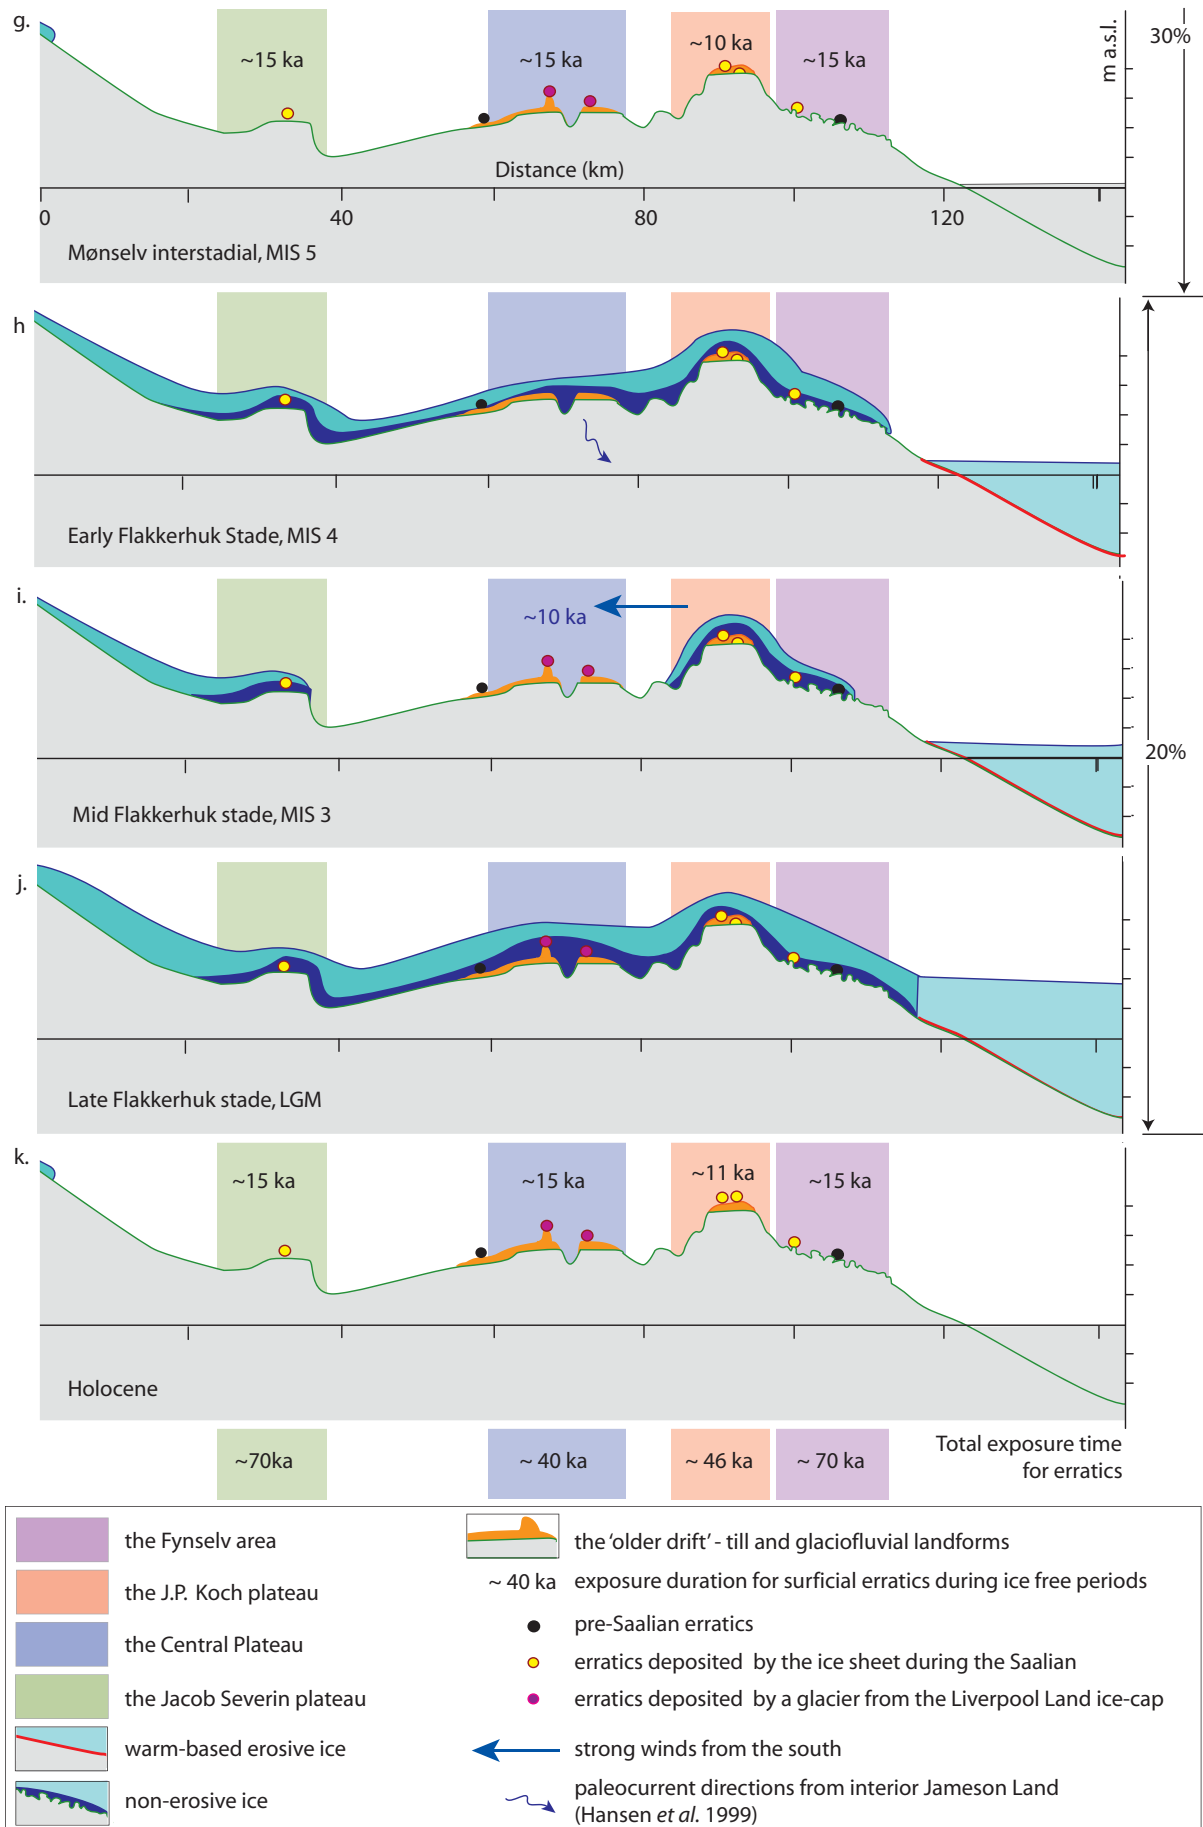 g.
~15 ka
~15 ka
~10 ka
~15 ka
m a.s.l.
30%
Distance (km)
0
40
80
120
Mønselv interstadial, MIS 5
h
Early Flakkerhuk Stade, MIS 4
i.
~10 ka
20%
Mid Flakkerhuk stade, MIS 3
j.
Late Flakkerhuk stade, LGM
k.
~15 ka
~15 ka
~11 ka
~15 ka
Holocene
~70ka
~ 40 ka
~ 46 ka
~ 70 ka
Total exposure time
for erratics
the Fynselv area
the J.P. Koch plateau
the Central Plateau
the Jacob Severin plateau
warm-based erosive ice
non-erosive ice
the 'older drift' - till and glaciofluvial landforms
~ 40 ka exposure duration for surficial erratics during ice free periods
pre-Saalian erratics
erratics deposited by the ice sheet during the Saalian
erratics deposited by a glacier from the Liverpool Land ice-cap
strong winds from the south
paleocurrent directions from interior Jameson Land
(Hansen et al. 1999)